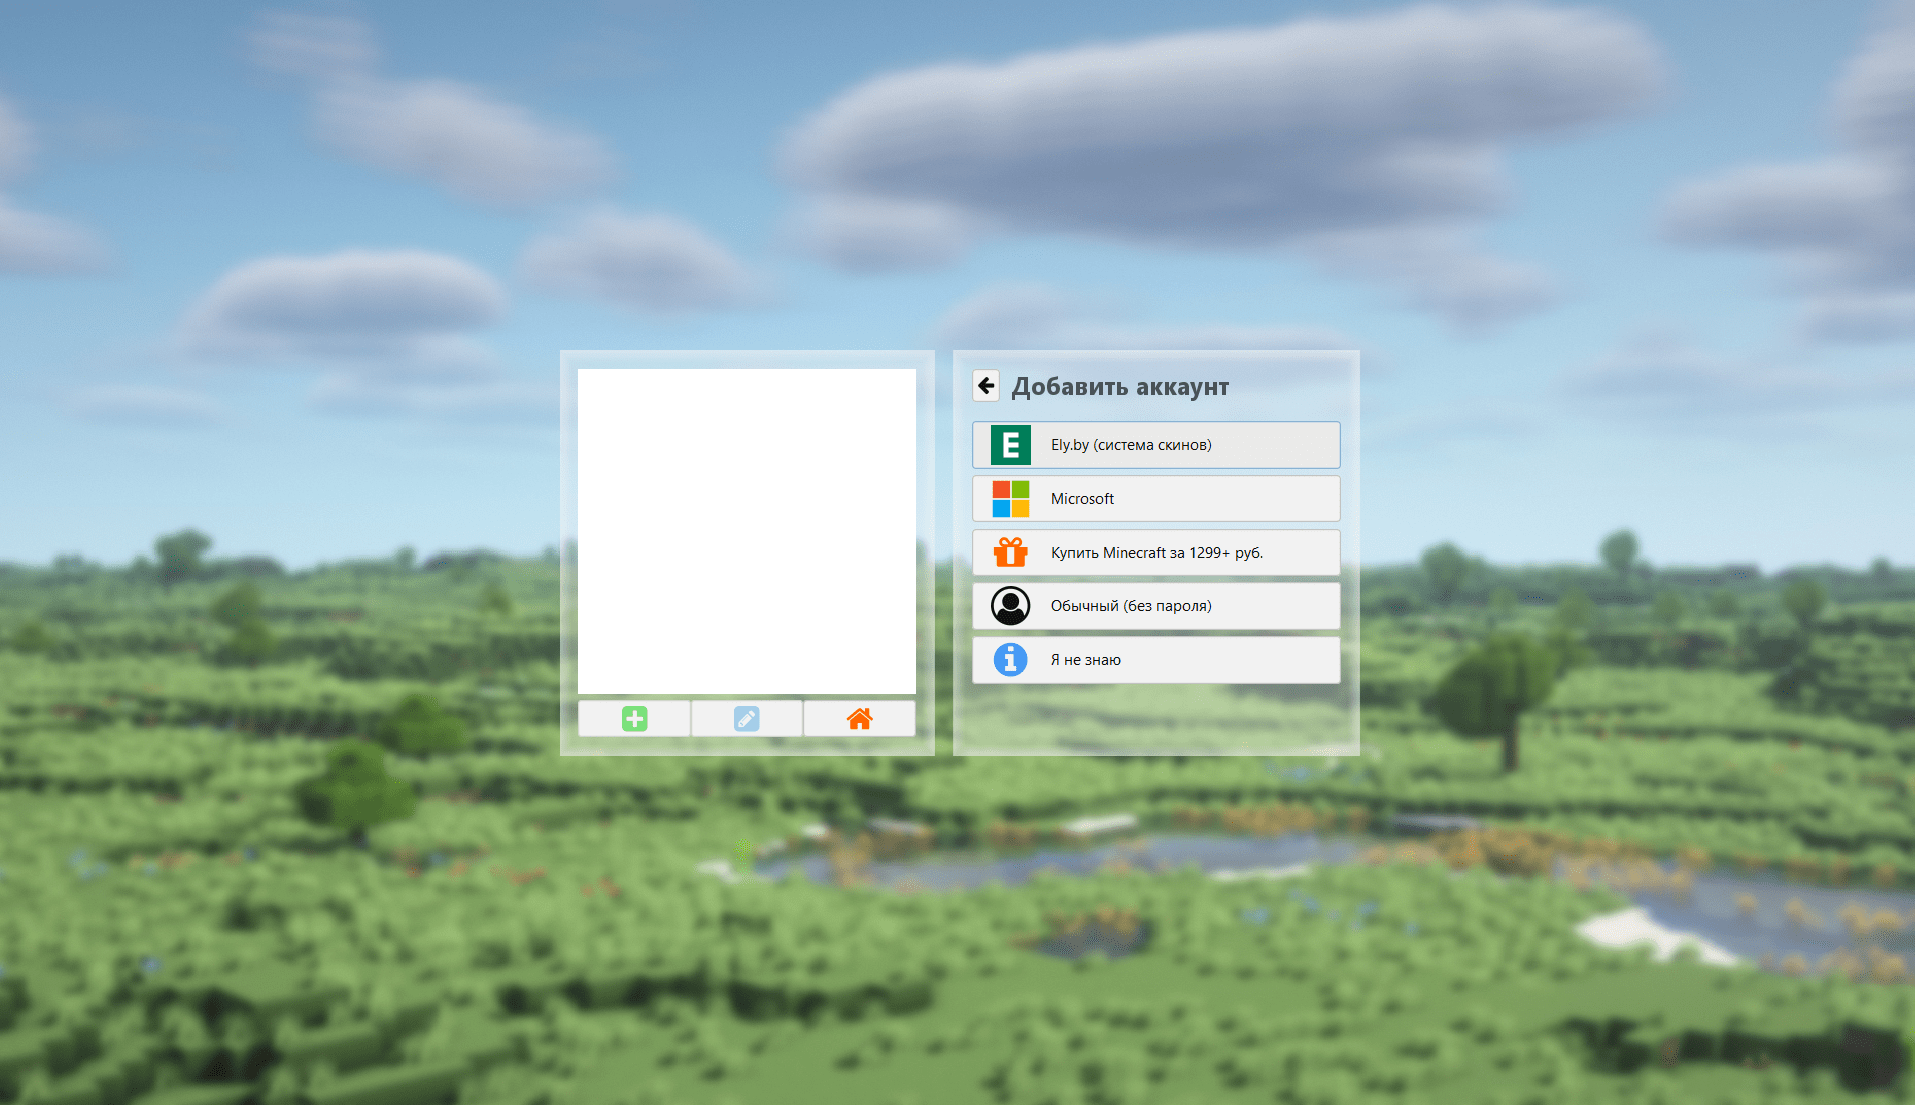 Добавить аккаунт
E
Ely.by (система скинов)
Microsoft
Купить Minecraft за 1299+ руб.
Обычный (без пароля)
Я не знаю